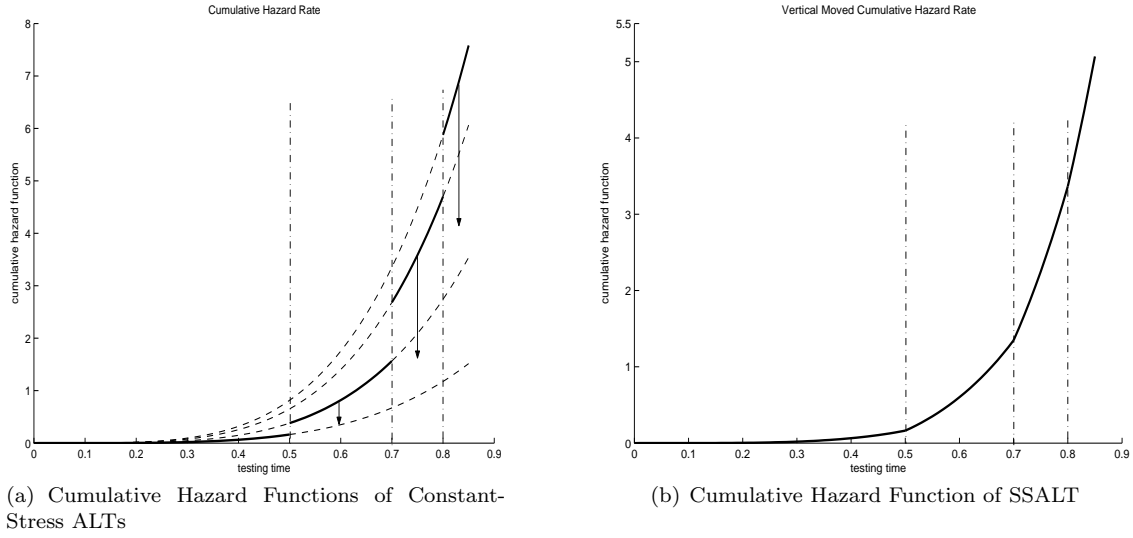 Cumulative Hazard Rate
8
7
6
5
4
3
2
1
0
cumulative hazard function
0 0.1 0.2 0.3 0.4 0.5 0.6 0.7 0.8 0.9
testing time
(a) Cumulative Hazard Functions of Constant-
Stress ALTs
Vertical Moved Cumulative Hazard Rate
5.5
5
4
3
2
1
0
cumulative hazard function
0 0.1 0.2 0.3 0.4 0.5 0.6 0.7 0.8 0.9
testing time
(b) Cumulative Hazard Function of SSALT